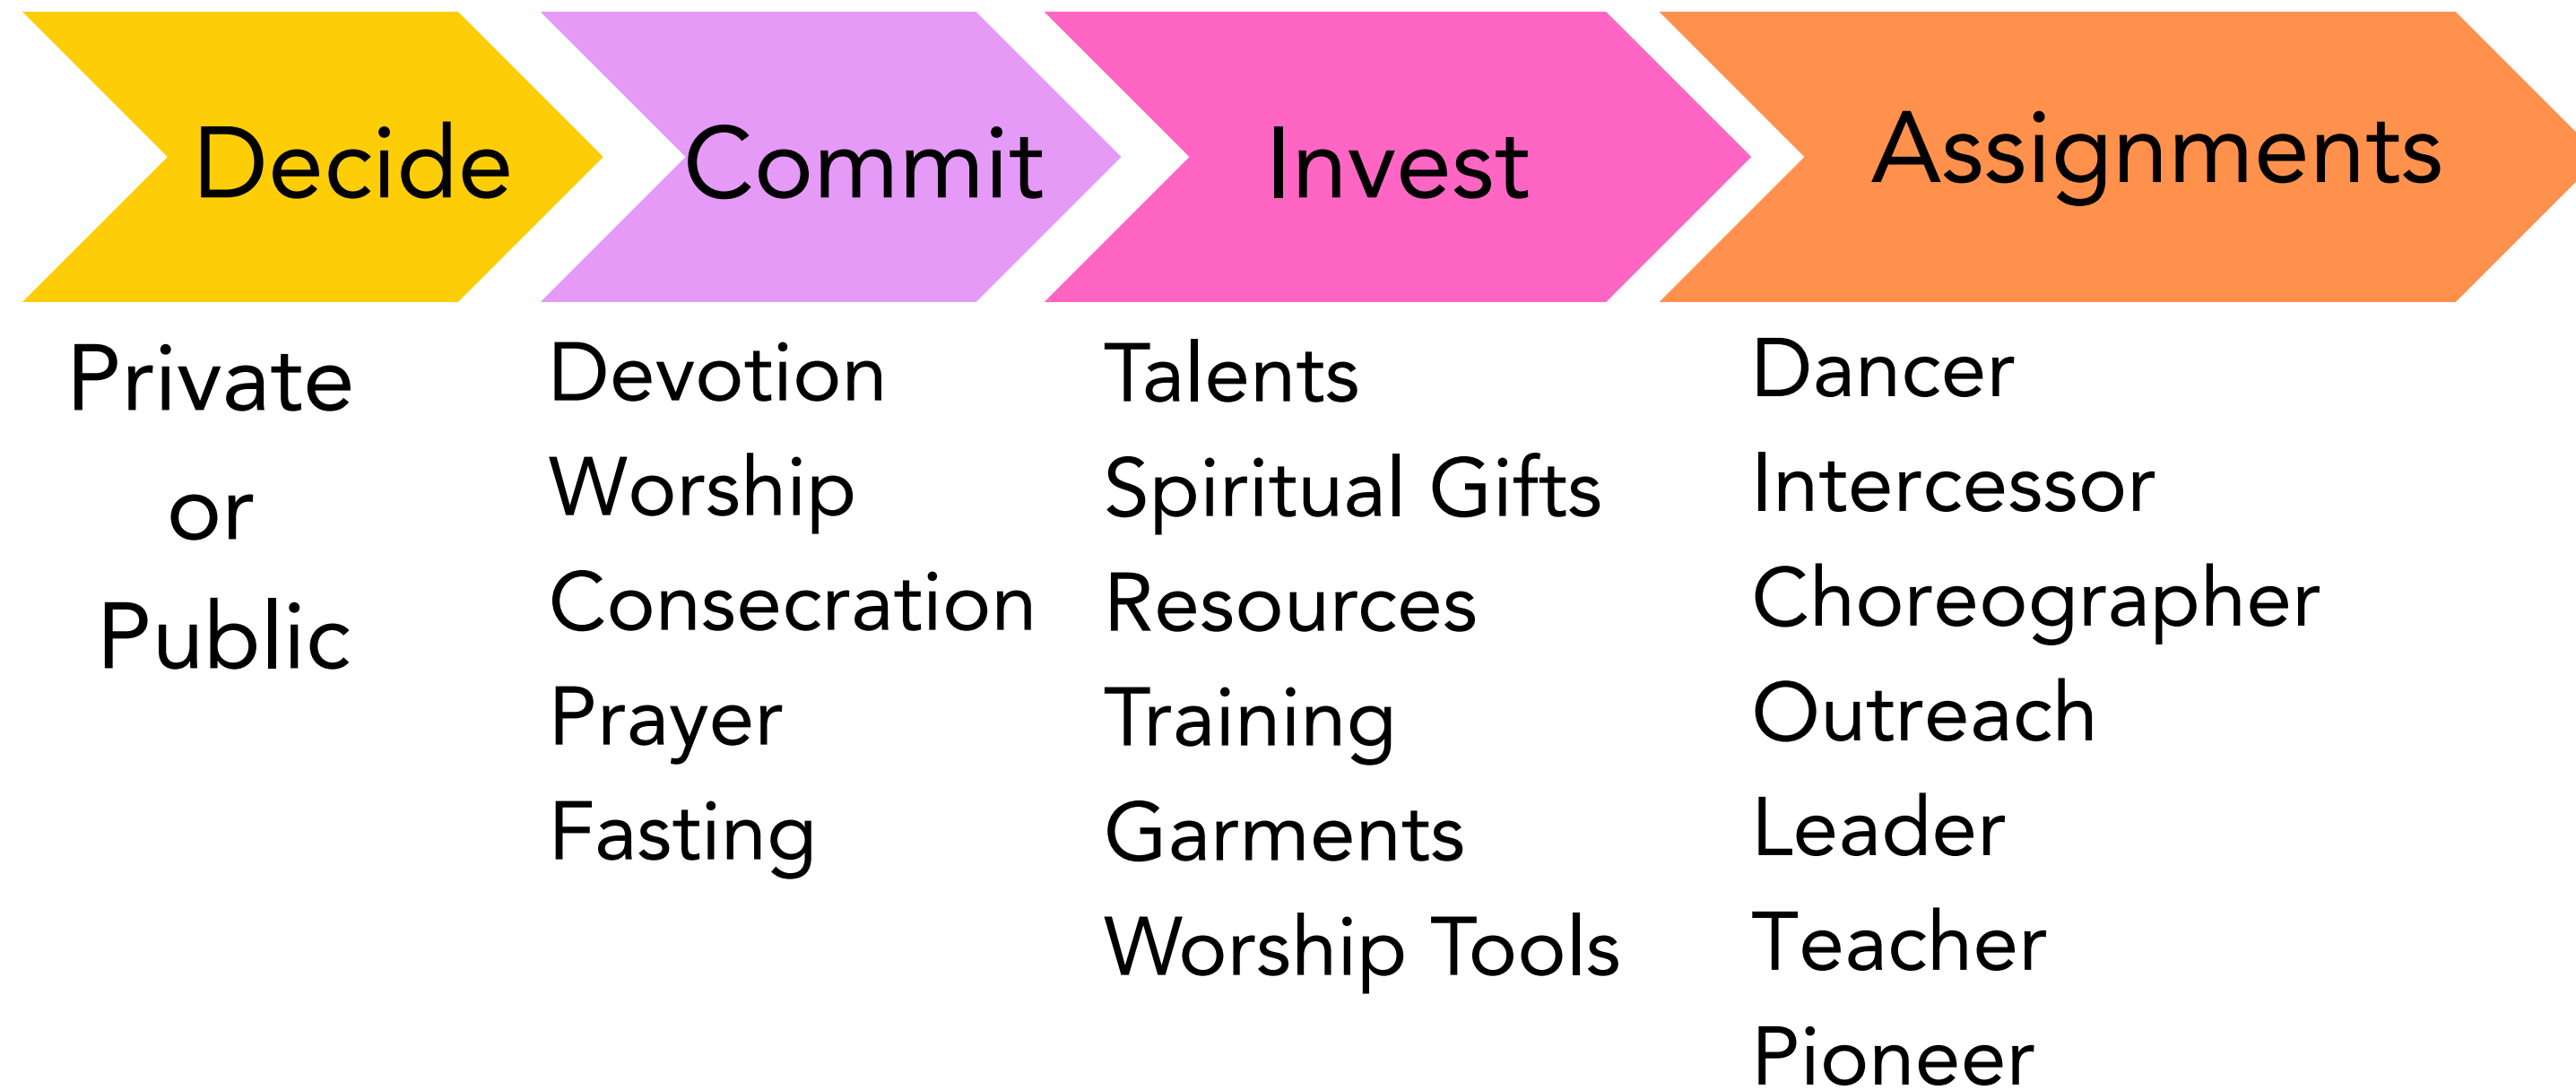 Decide
Commit
Invest
Assignments
Private
or
Public
Devotion
Worship
Consecration
Prayer
Fasting
Talents
Spiritual Gifts
Resources
Training
Garments
Worship Tools
Dancer
Intercessor
Choreographer
Outreach
Leader
Teacher
Pioneer